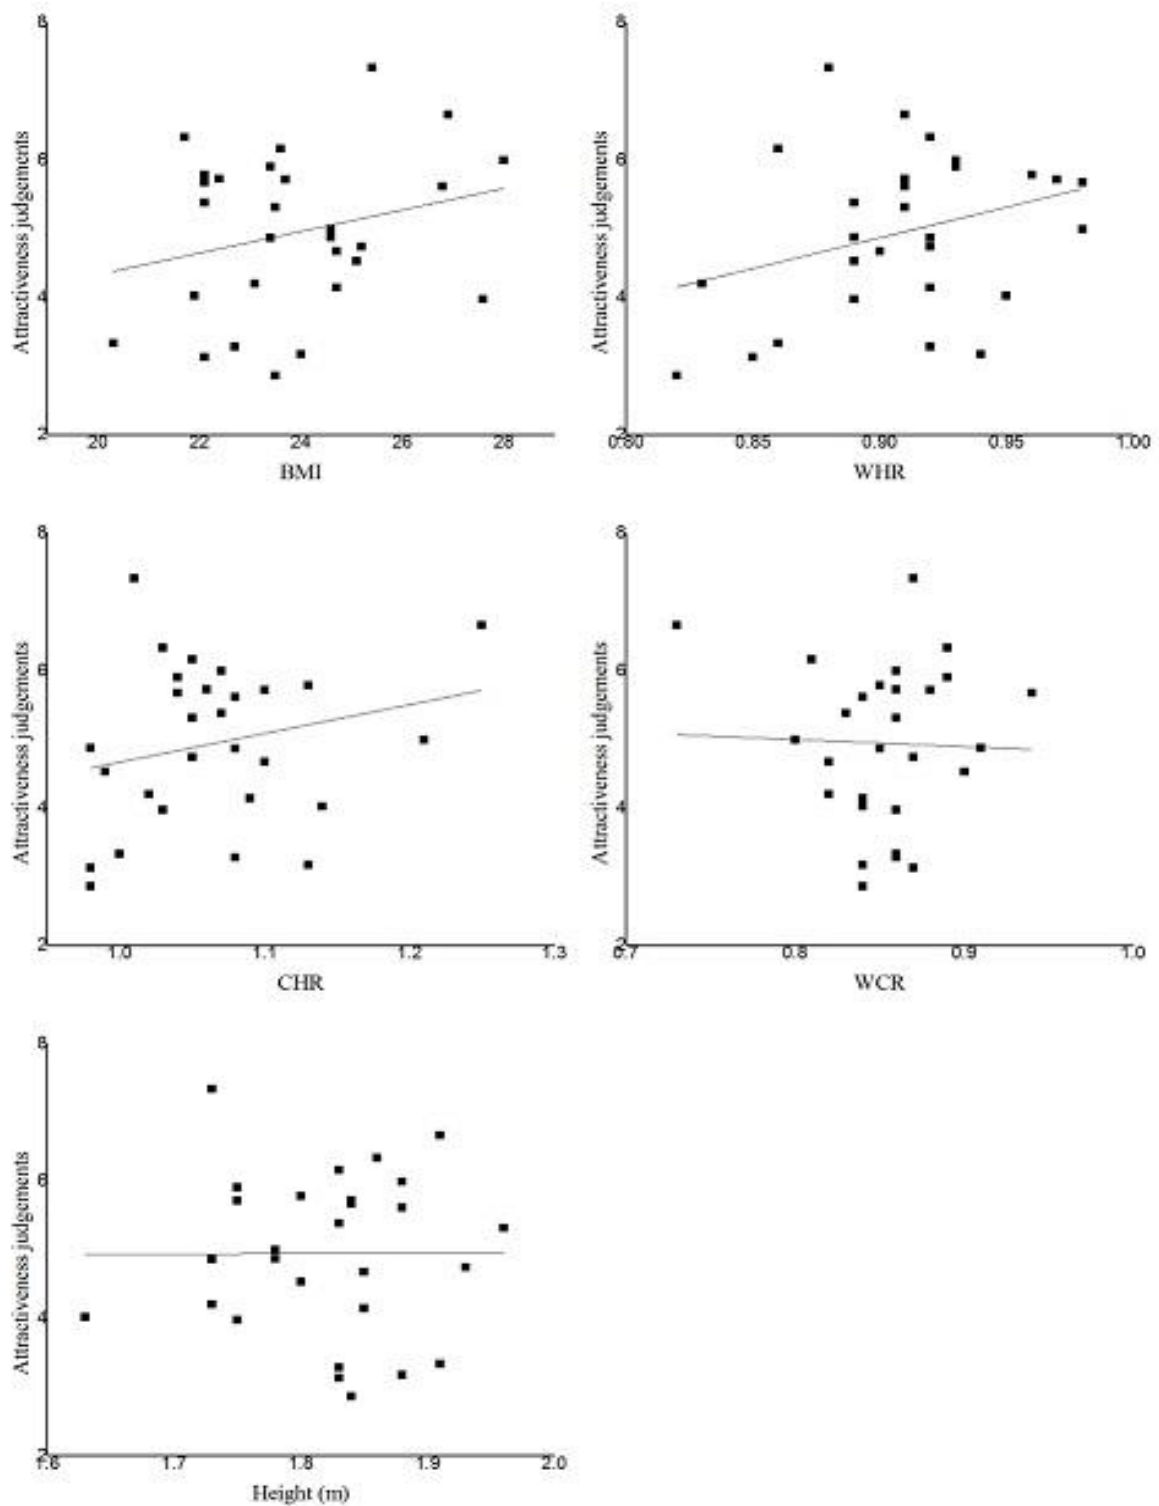 8
6
4
2
Attractiveness judgements
20 22 24 26 28
BMI
8
6
4
2
Attractiveness judgements
0.80 0.85 0.90 0.95 1.00
WHR
8
6
4
2
Attractiveness judgements
1.0 1.1 1.2 1.3
CHR
8
6
4
2
Attractiveness judgements
0.7 0.8 0.9 1.0
WCR
8
6
4
2
Attractiveness judgements
1.6 1.7 1.8 1.9 2.0
Height (m)